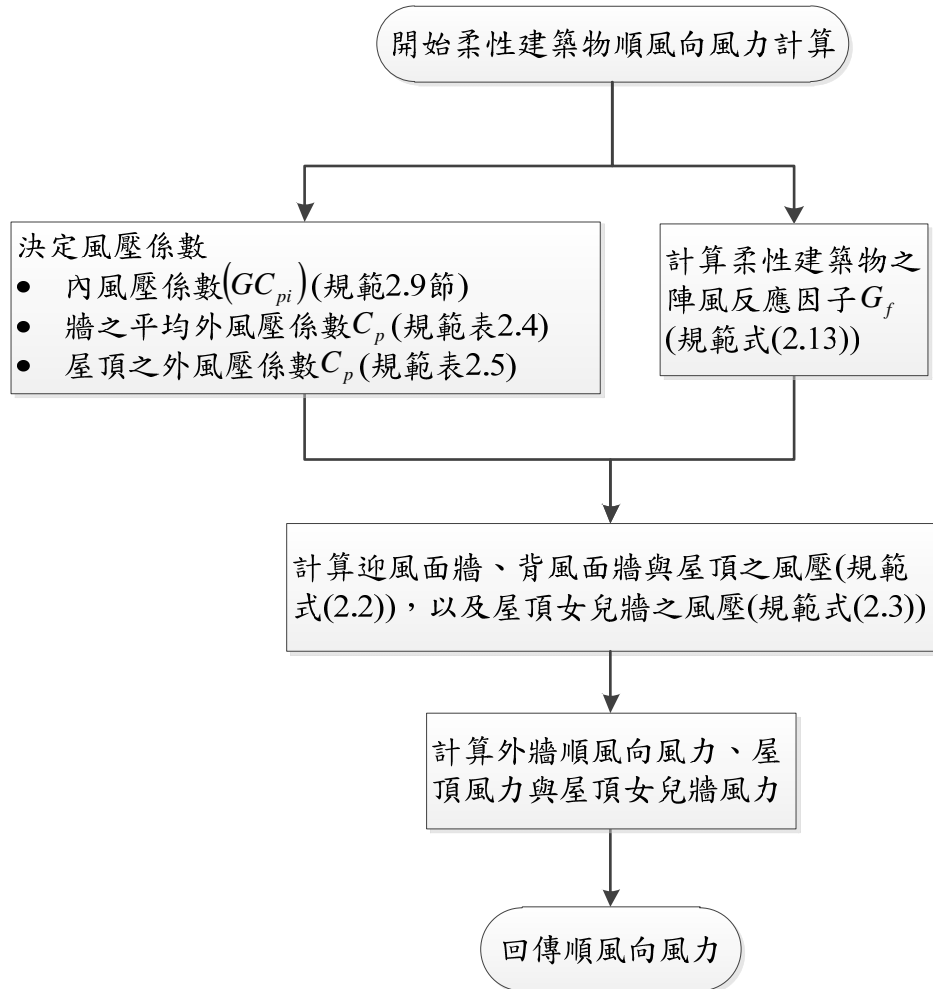 開始柔性建築物順風向風力計算
決定風壓係數
• 內風壓係數(GC_{pi})(規範2.9節)
• 牆之平均外風壓係數C_p(規範表2.4)
• 屋頂之外風壓係數C_p(規範表2.5)
計算柔性建築物之
陣風反應因子G_f
(規範式(2.13))
計算迎風面牆、背風面牆與屋頂之風壓(規範
式(2.2))，以及屋頂女兒牆之風壓(規範式(2.3))
計算外牆順風向風力、屋
頂風力與屋頂女兒牆風力
回傳順風向風力